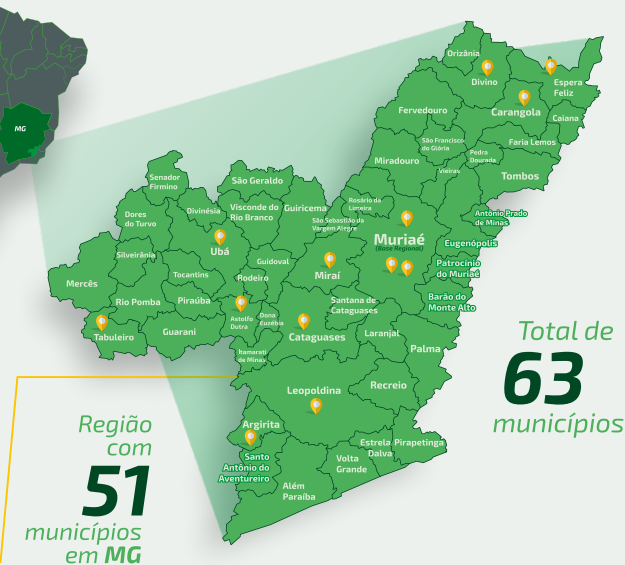 MG
Orizânia
Divino
Espera
Feliz
Carangola
Caiana
Fervedouro
Faria Lemos
São Francisco
do Glória
Pedra
Dourada
Miradouro
Vieiras
Tombos
Senador
Firmino
São Geraldo
Rosário da
Limeira
Dores
do Turvo
Divinésia
Visconde do
Rio Branco
Guiricema
São Sebastião da
Vargem Alegre
Antônio Prado
de Minas
Muriaé
(Base Regional)
Eugenópolis
Ubá
Silveirânia
Guidoval
Miraí
Patrocínio
do Muriaé
Tocantins
Rodeiro
Mercês
Rio Pomba
Piraúba
Santana de
Cataguases
Barão do
Monte Alto
Astolfo
Dutra
Dona
Euzébia
Tabuleiro
Guarani
Cataguases
Laranjal
Palma
Itamarati
de Minas
Leopoldina
Recreio
Argirita
Estrela
Dalva
Pirapetinga
Santo
Antônio do
Aventureiro
Volta
Grande
Além
Paraíba
Total de
63
municípios
Região
com
51
municípios
em MG